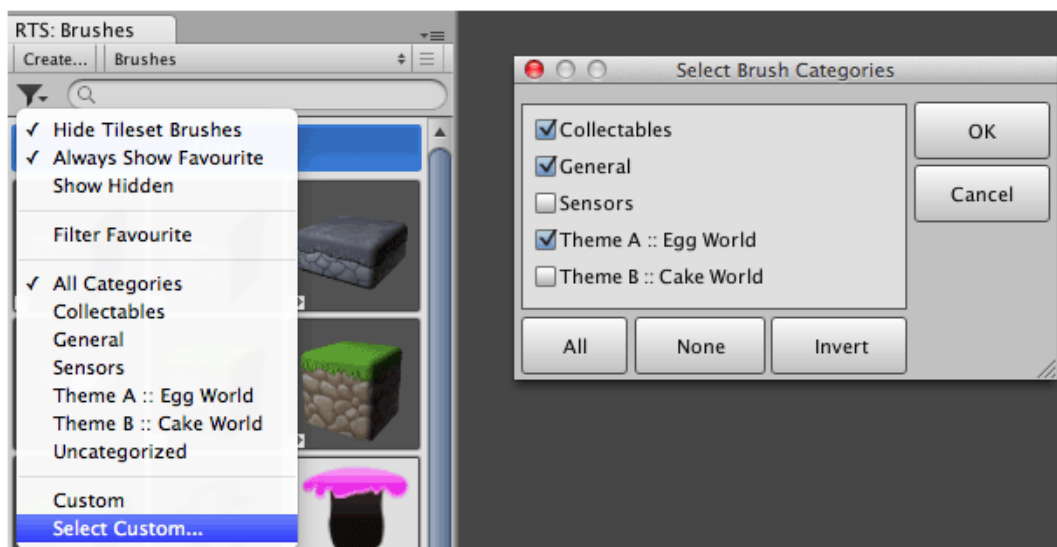 RTS: Brushes
Create... Brushes
Hide Tileset Brushes
Always Show Favourite
Show Hidden
Filter Favourite
All Categories
Collectables
General
Sensors
Theme A :: Egg World
Theme B :: Cake World
Uncategorized
Custom
Select Custom...
Select Brush Categories
Collectables
General
Sensors
Theme A :: Egg World
Theme B :: Cake World
OK
Cancel
All None Invert